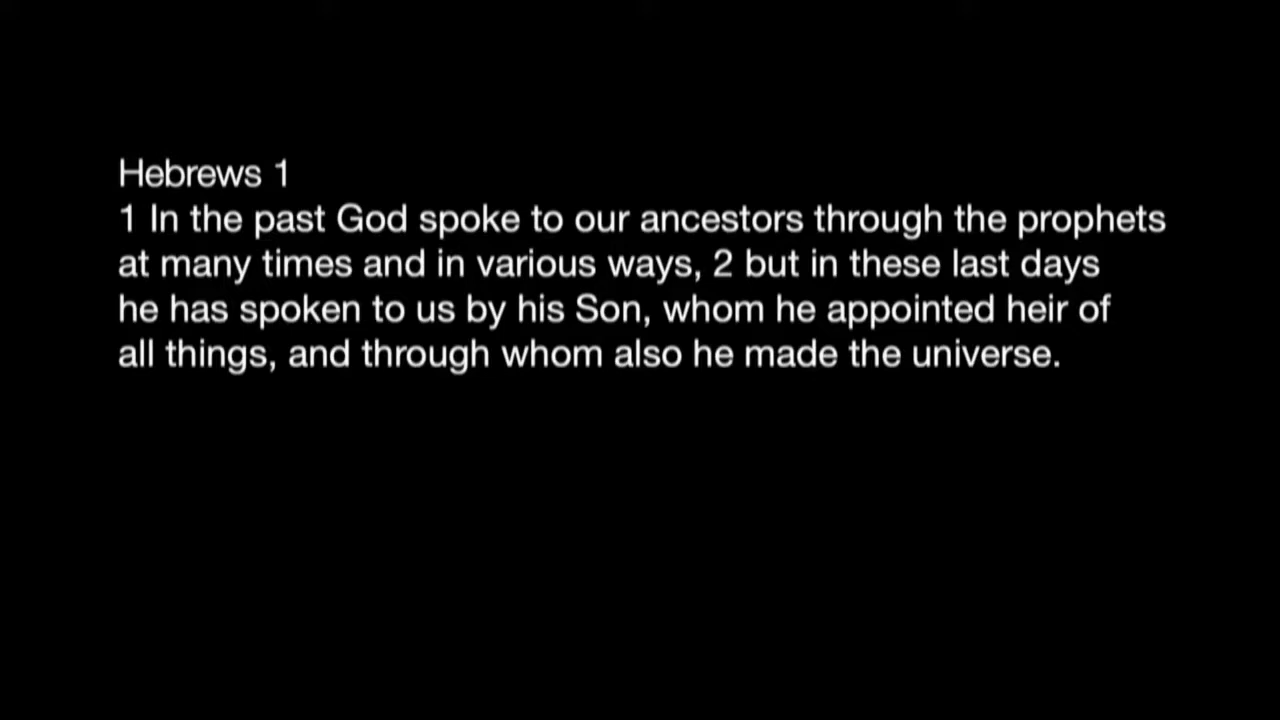 Hebrews 1
1 In the past God spoke to our ancestors through the prophets
at many times and in various ways, 2 but in these last days
he has spoken to us by his Son, whom he appointed heir of
all things, and through whom also he made the universe.